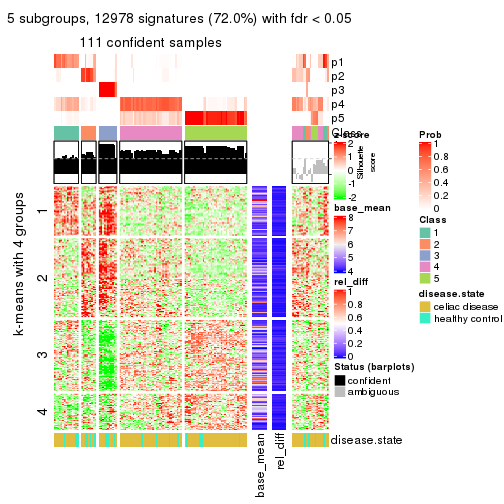 5 subgroups, 12978 signatures (72.0%) with fdr < 0.05
111 confident samples
p1
p2
p3
p4
p5
Class
Silhouette
score
k-means with 4 groups
1
2
3
4
base_mean
rel_diff
disease.state
z-score
2
1
0
-1
-2
base_mean
8
7
6
5
4
rel_diff
1
0.8
0.6
0.4
0.2
0
Status (barplots)
confident
ambiguous
Prob
1
0.8
0.6
0.4
0.2
0
Class
1
2
3
4
5
disease.state
celiac disease
healthy control